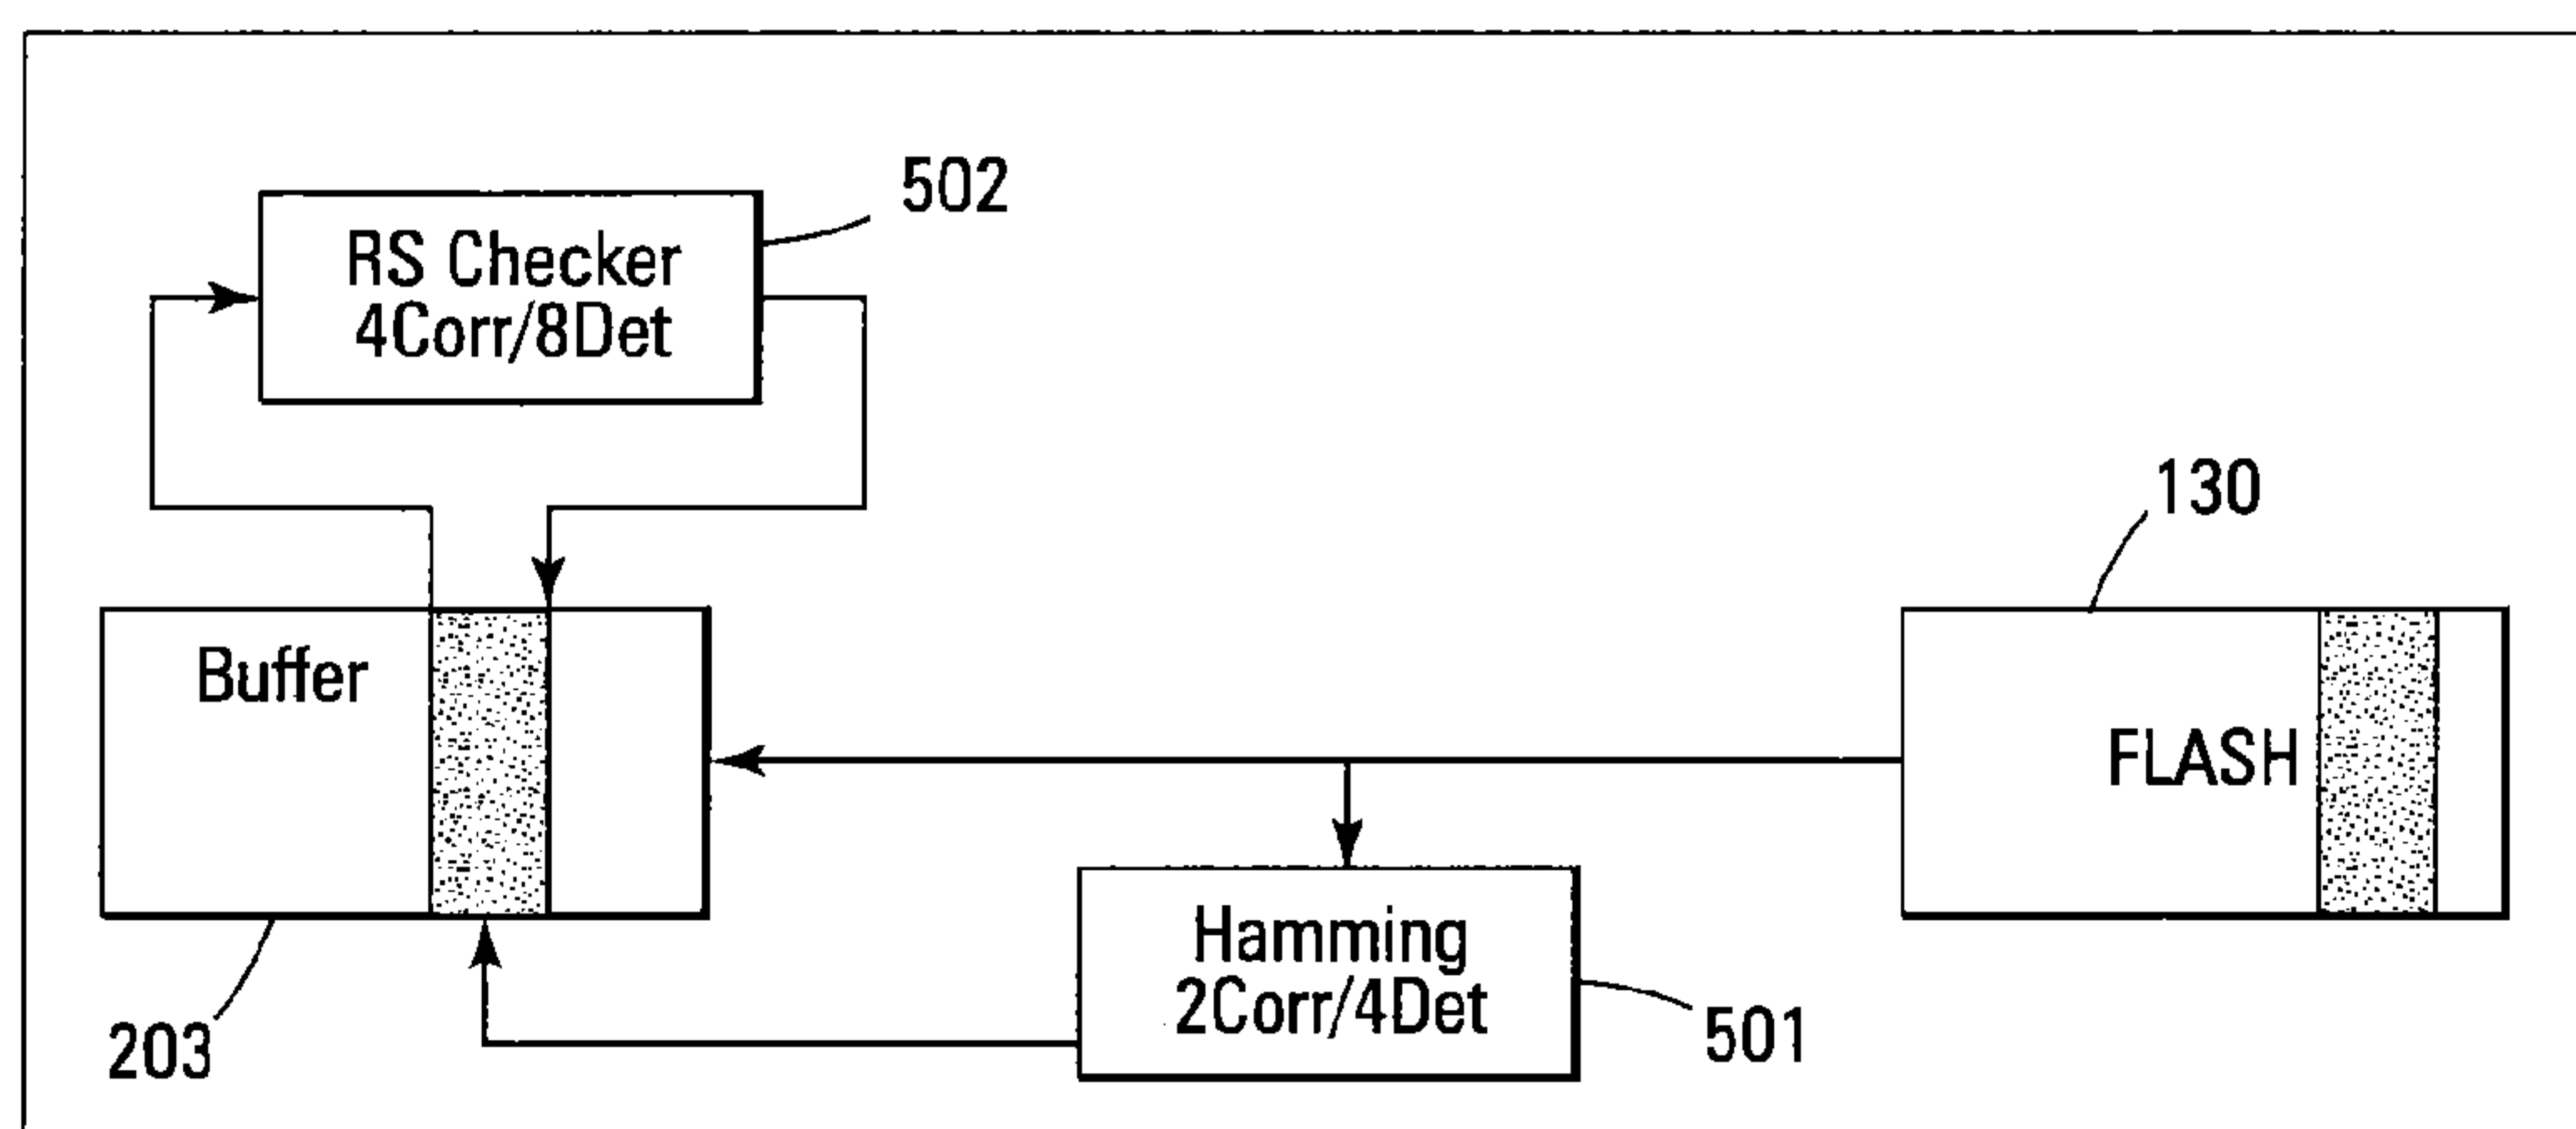 502
RS Checker
4Corr/8Det
130
Buffer
FLASH
Hamming
2Corr/4Det
501
203